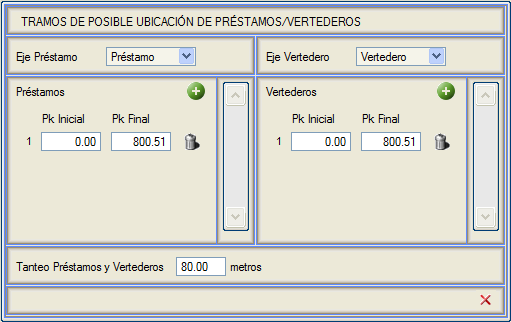 TRAMOS DE POSIBLE UBICACIÓN DE PRÉSTAMOS/VERTEDEROS
Eje Préstamo Préstamo
Eje Vertedero Vertedero
Préstamos
Pk Inicial Pk Final
1 0.00 800.51
Vertederos
Pk Inicial Pk Final
1 0.00 800.51
Tanteo Préstamos y Vertederos 80.00 metros